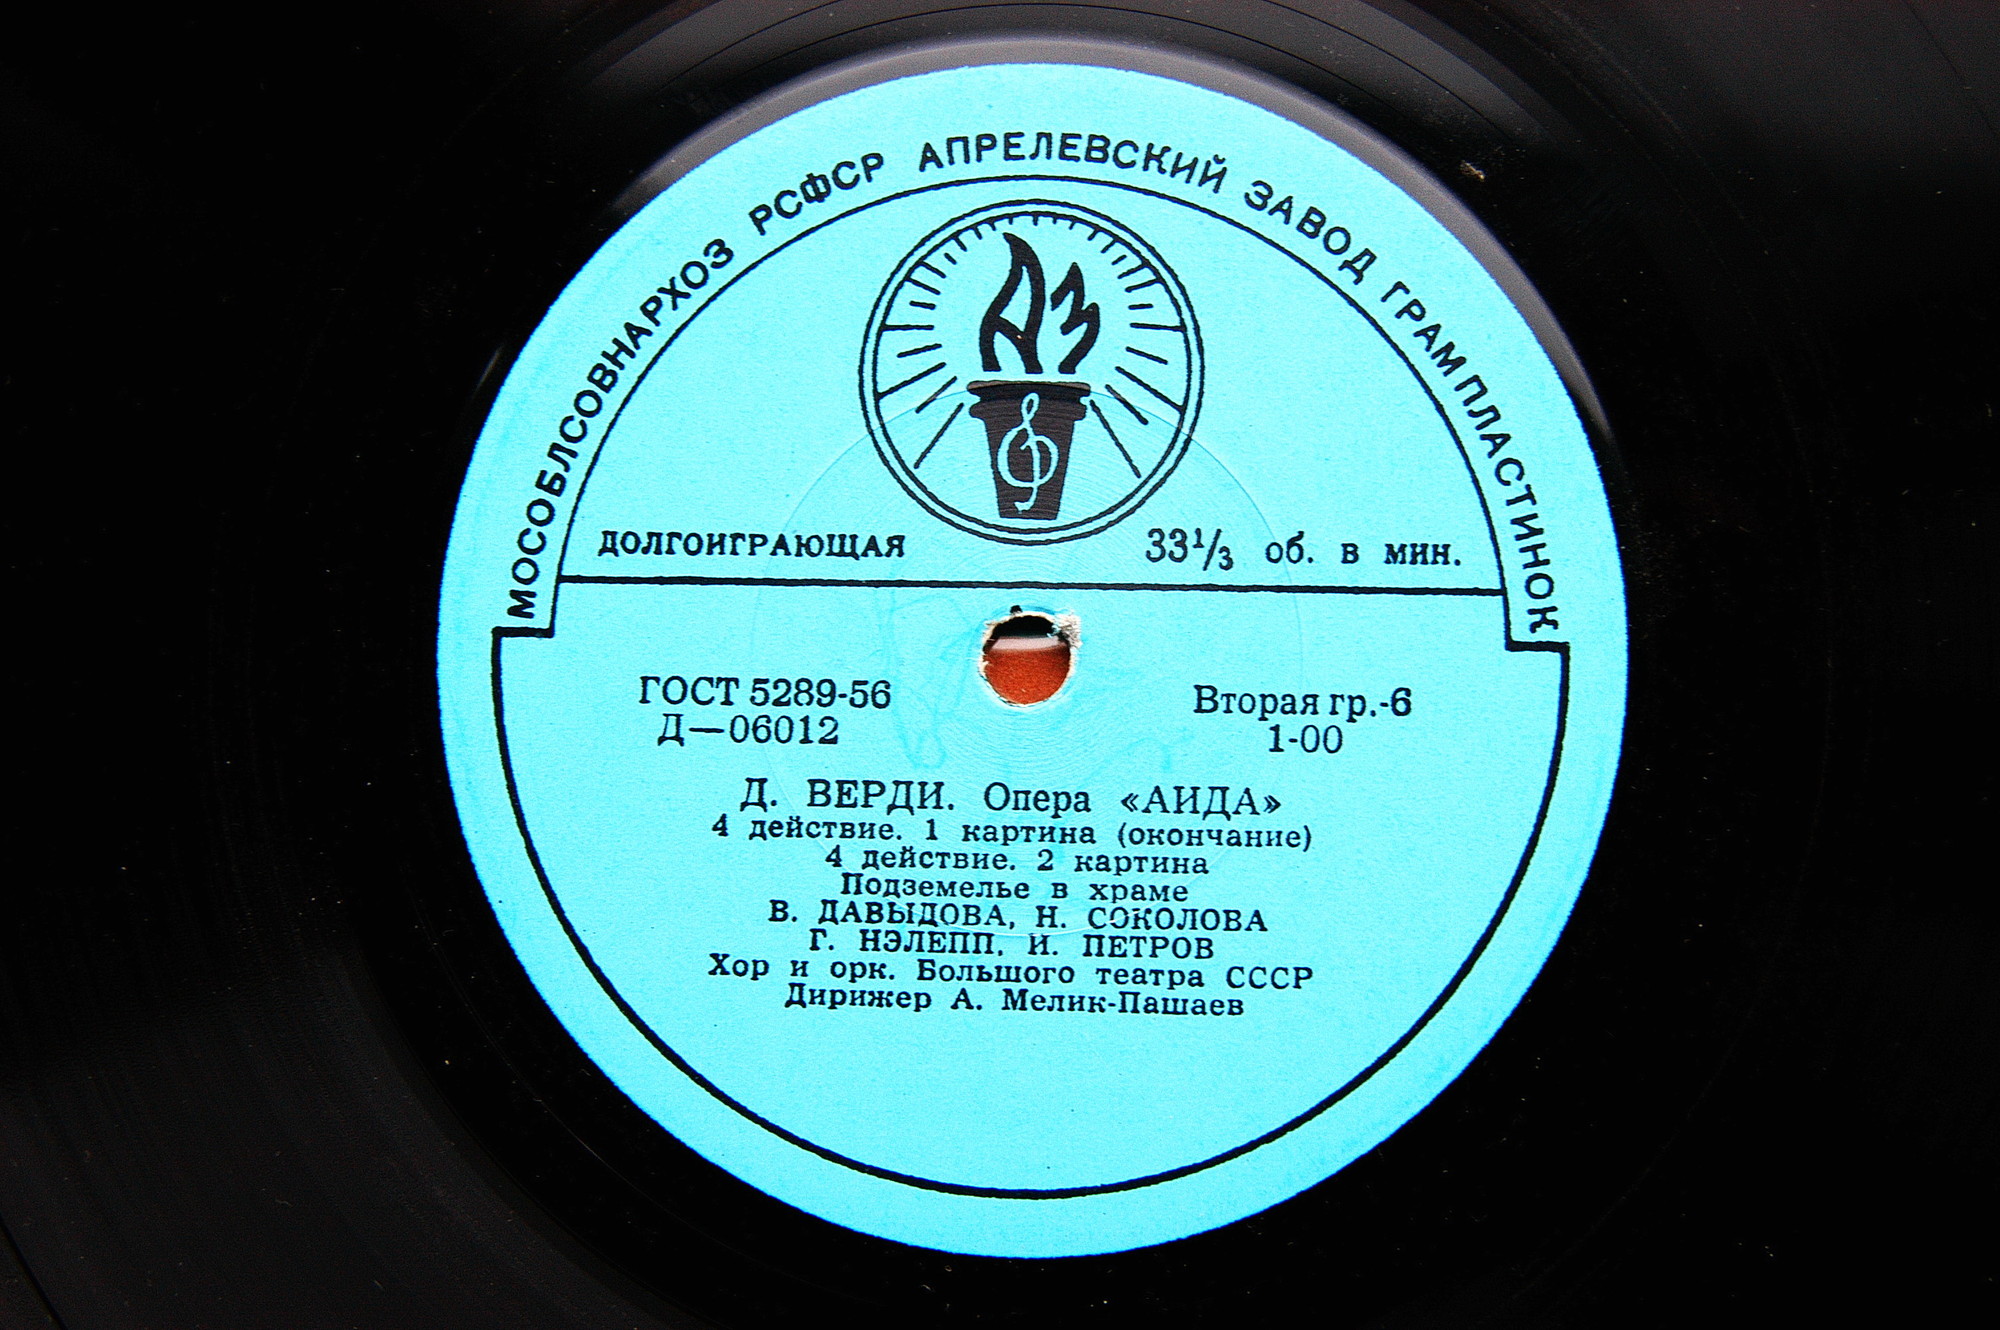 МОСОБЛСОВНАРХОЗ РСФСР АПРЕЛЕВСКИЙ ЗАВОД ГРАМПЛАСТИНОК
АЗ
ДОЛГОИГРАЮЩАЯ 33⅓ об. в мин.
ГОСТ 5289-56 Вторая гр.-6
Д—06012 1-00
Д. ВЕРДИ. Опера «АИДА»
4 действие. 1 картина (окончание)
4 действие. 2 картина
Подземелье в храме
В. ДАВЫДОВА, Н. СОКОЛОВА
Г. НЭЛЕПП, И. ПЕТРОВ
Хор и орк. Большого театра СССР
Дирижер А. Мелик-Пашаев